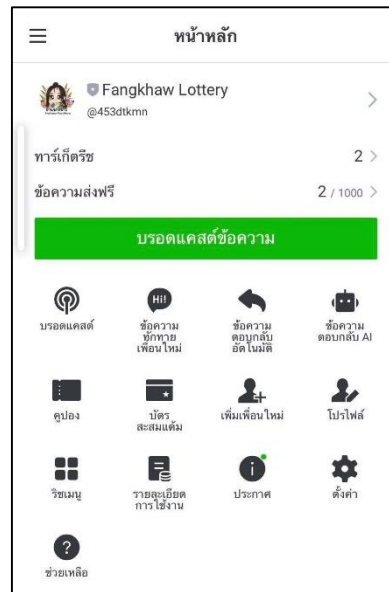 หน้าหลัก
Fangkhaw Lottery
@453dtkmn
ทาร์เก็ตรีช 2
ข้อความส่งฟรี 2 / 1000
บรอดแคสต์ข้อความ
Hi!
บรอดแคสต์
ข้อความ
ทักทาย
เพื่อนใหม่
ข้อความ
ตอบกลับ
อัตโนมัติ
ข้อความ
ตอบกลับ AI
คูปอง
บัตร
สะสมแต้ม
เพิ่มเพื่อนใหม่
โปรไฟล์
ริชเมนู
รายละเอียด
การใช้งาน
ประกาศ
ตั้งค่า
ช่วยเหลือ